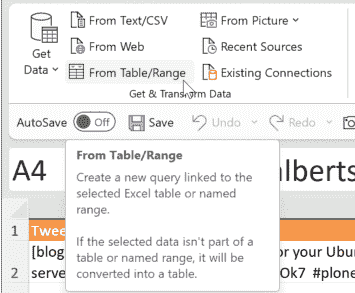 Get
Data
From Text/CSV
From Web
From Table/Range
From Picture
Recent Sources
Existing Connections
Get & Transform Data
AutoSave Off Save Undo Redo
A4 alberts
From Table/Range
Create a new query linked to the
selected Excel table or named
range.
If the selected data isn't part of a
table or named range, it will be
converted into a table.
1 Twee
[blog r your Ubu
2 serve Ok7 #plone